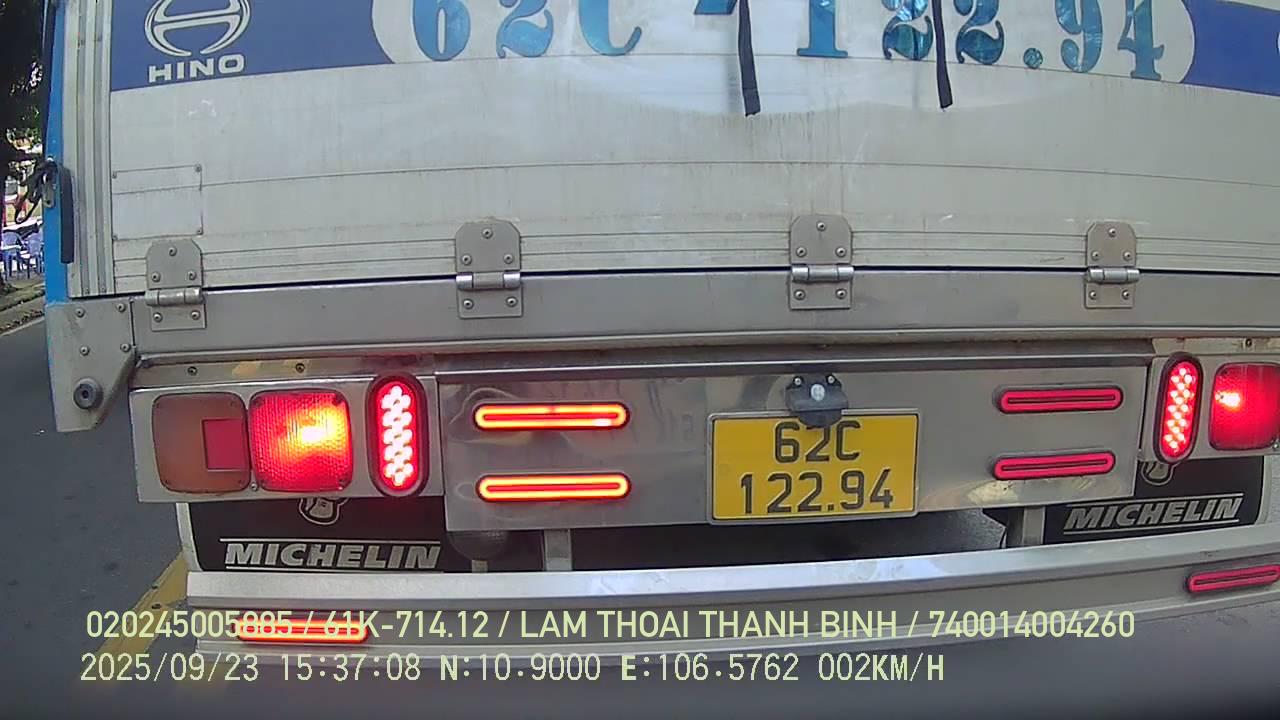 HINO
62C-122.94
62C
122.94
MICHELIN
MICHELIN
020245005885 / 61K-714.12 / LAM THOAI THANH BINH / 740014004260
2025/09/23 15:37:08 N:10.9000 E:106.5762 002KM/H